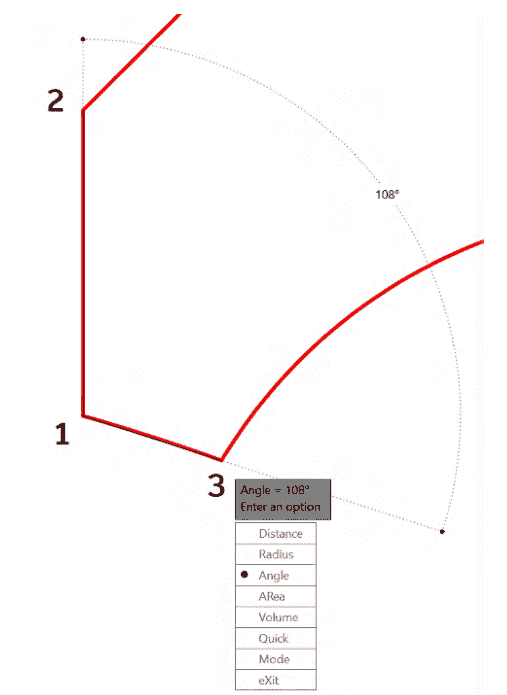 2
108°
1
3
Angle = 108°
Enter an option
Distance
Radius
Angle
ARea
Volume
Quick
Mode
eXit